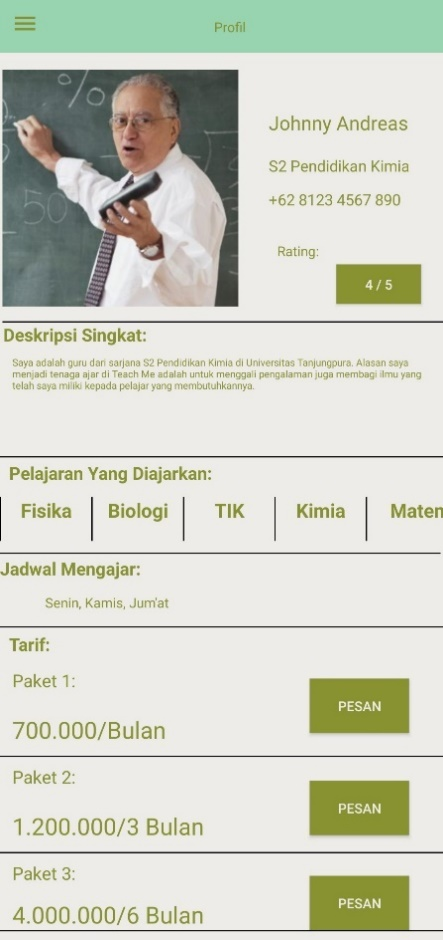 Profil
Johnny Andreas
S2 Pendidikan Kimia
+62 8123 4567 890
Rating:
4 / 5
Deskripsi Singkat:
Saya adalah guru dari sarjana S2 Pendidikan Kimia di Universitas Tanjungpura. Alasan saya
menjadi tenaga ajar di Teach Me adalah untuk menggali pengalaman juga membagi ilmu yang
telah saya miliki kepada pelajar yang membutuhkannya.
Pelajaran Yang Diajarkan:
Fisika Biologi TIK Kimia Matem
Jadwal Mengajar:
Senin, Kamis, Jum'at
Tarif:
Paket 1:
700.000/Bulan
PESAN
Paket 2:
1.200.000/3 Bulan
PESAN
Paket 3:
4.000.000/6 Bulan
PESAN